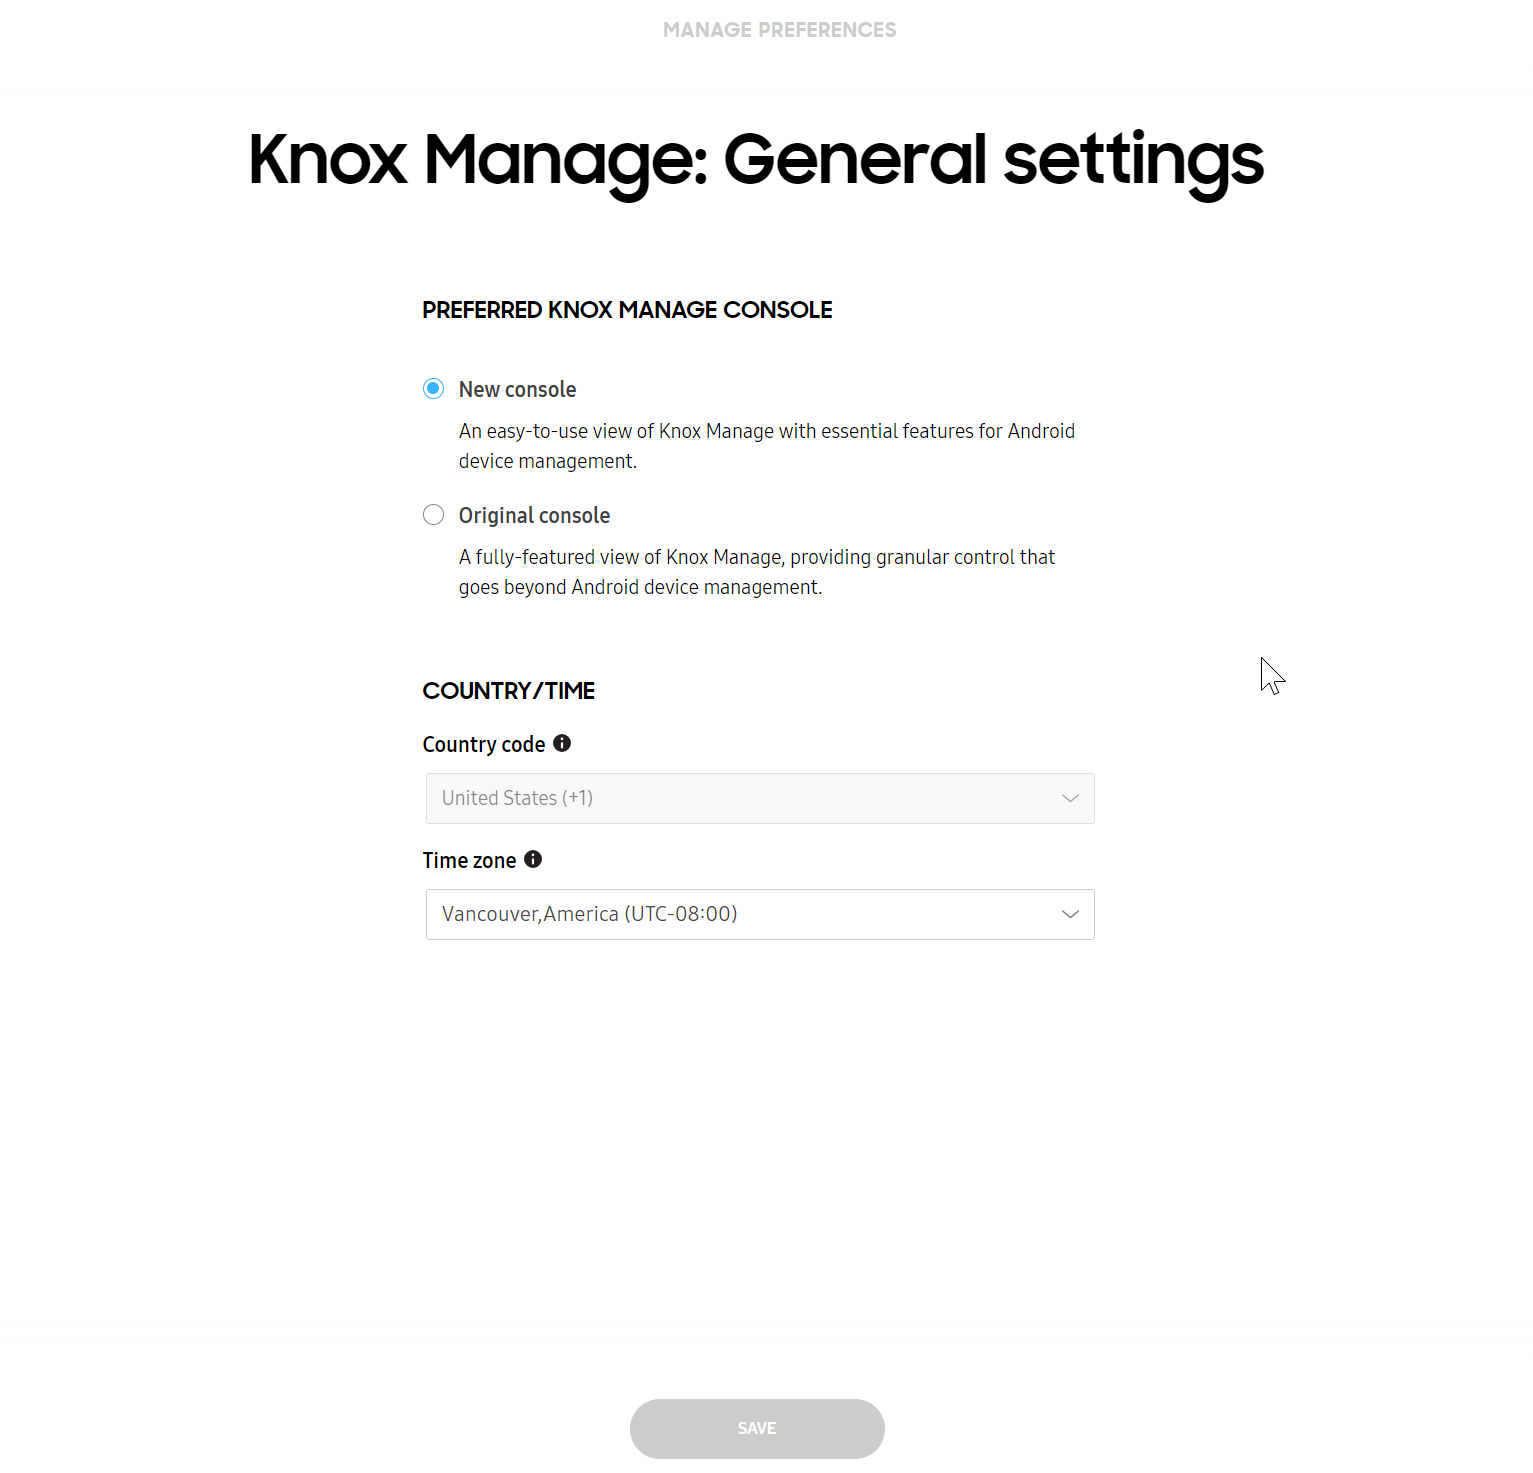 MANAGE PREFERENCES
Knox Manage: General settings
PREFERRED KNOX MANAGE CONSOLE
New console
An easy-to-use view of Knox Manage with essential features for Android
device management.
Original console
A fully-featured view of Knox Manage, providing granular control that
goes beyond Android device management.
COUNTRY/TIME
Country code
United States (+1)
Time zone
Vancouver,America (UTC-08:00)
SAVE